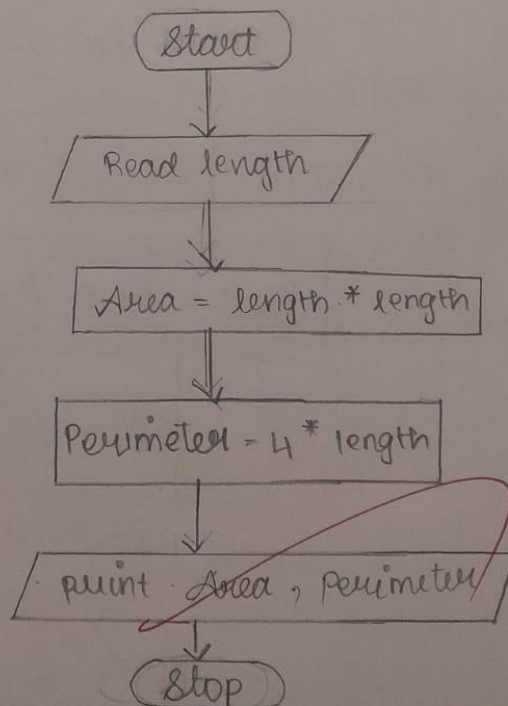 Start
Read length
Area = length * length
Perimeter = 4 * length
print Area, perimeter
Stop